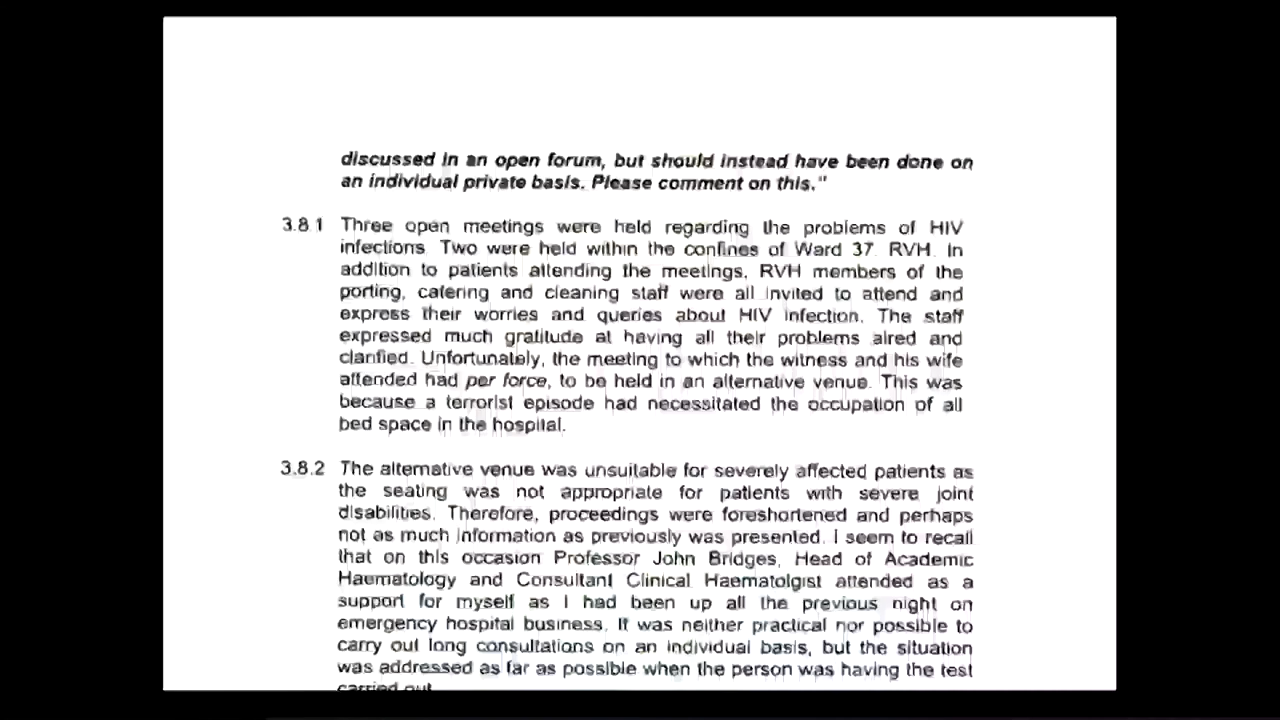 discussed in an open forum, but should instead have been done on
an individual private basis. Please comment on this."
3.8.1 Three open meetings were held regarding the problems of HIV
infections. Two were held within the confines of Ward 37. RVH. In
addition to patients attending the meetings, RVH members of the
porting, catering and cleaning staff were all invited to attend and
express their worries and queries about HIV infection. The staff
expressed much gratitude at having all their problems aired and
clarified. Unfortunately, the meeting to which the witness and his wife
attended had per force, to be held in an alternative venue. This was
because a terrorist episode had necessitated the occupation of all
bed space in the hospital.
3.8.2 The alternative venue was unsuitable for severely affected patients as
the seating was not appropriate for patients with severe joint
disabilities. Therefore, proceedings were foreshortened and perhaps
not as much information as previously was presented. I seem to recall
that on this occasion Professor John Bridges, Head of Academic
Haematology and Consultant Clinical Haematolgist attended as a
support for myself as I had been up all the previous night on
emergency hospital business. It was neither practical nor possible to
carry out long consultations on an individual basis, but the situation
was addressed as far as possible when the person was having the test
carried out